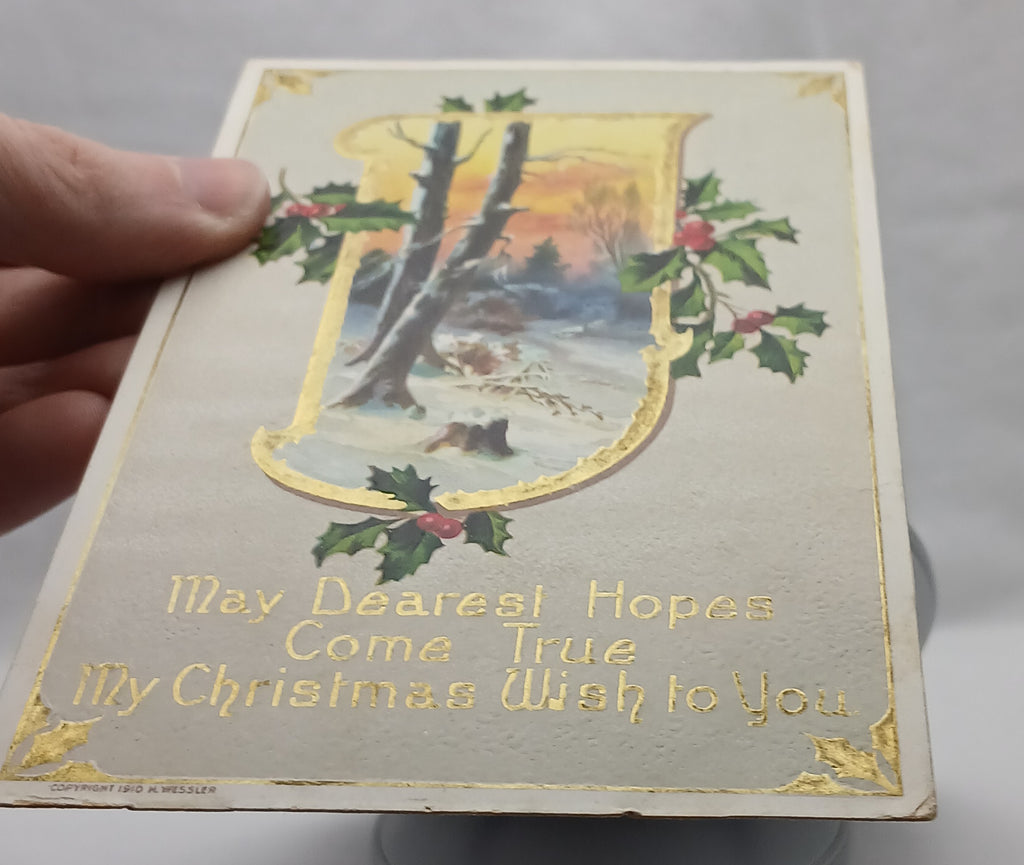 May Dearest Hopes
Come True
My Christmas Wish to You
COPYRIGHT 1910 H. WESSLER